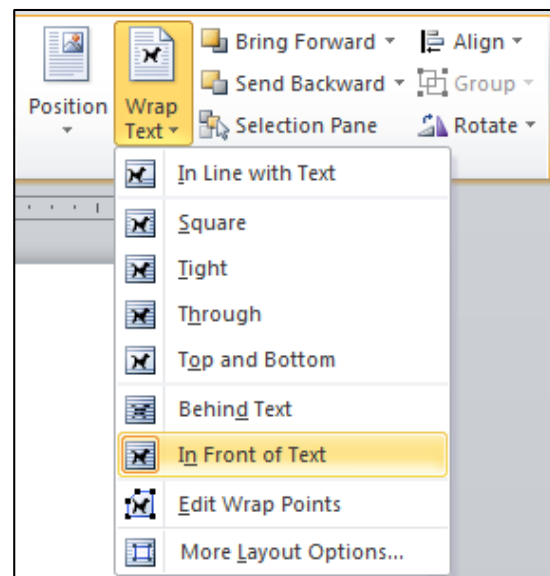 Bring Forward Align
Position Wrap Text Send Backward Group
Selection Pane Rotate
In Line with Text
Square
Tight
Through
Top and Bottom
Behind Text
In Front of Text
Edit Wrap Points
More Layout Options...